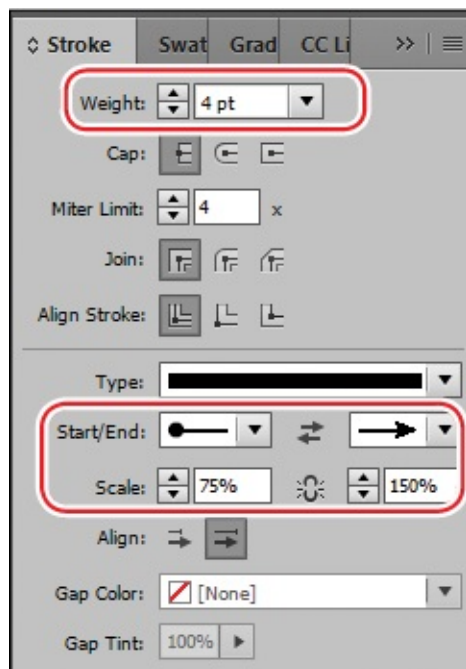 Stroke Swat Grad CC Li
Weight: 4 pt
Cap:
Miter Limit: 4 x
Join:
Align Stroke:
Type:
Start/End:
Scale: 75% 150%
Align:
Gap Color: [None]
Gap Tint: 100%